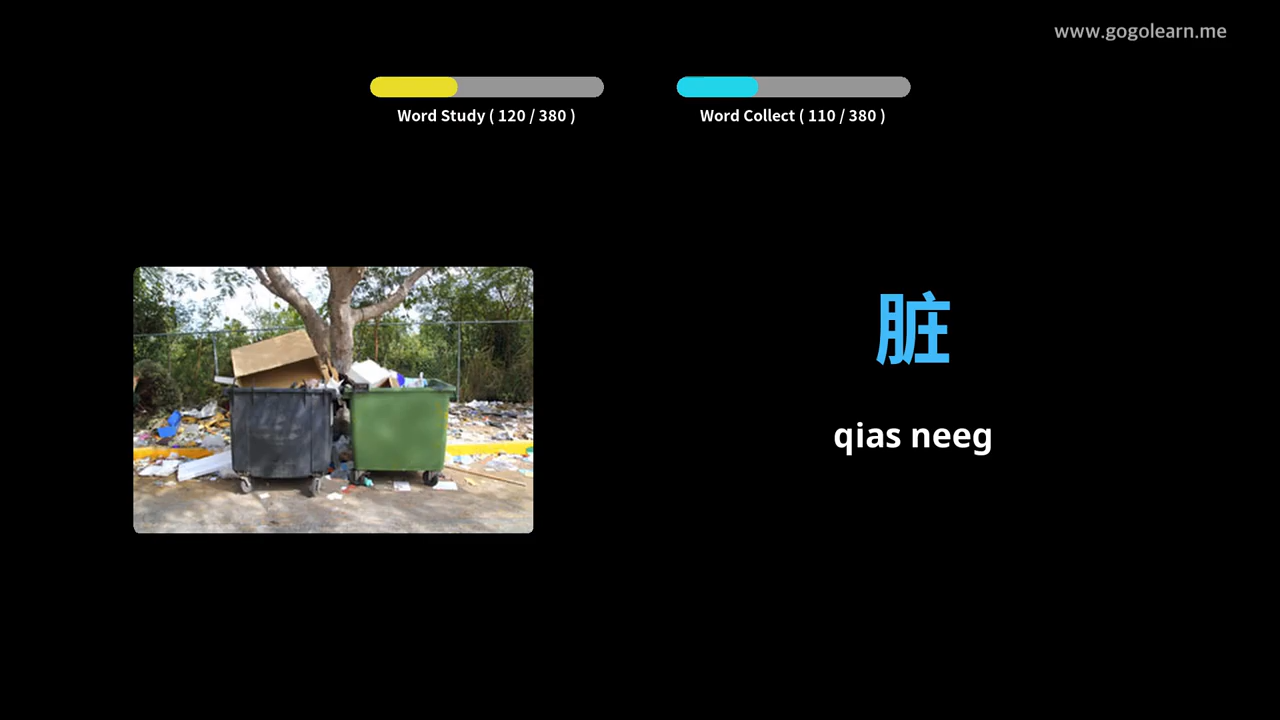 www.gogolearn.me
Word Study ( 120 / 380 )
Word Collect ( 110 / 380 )
脏
qias neeg